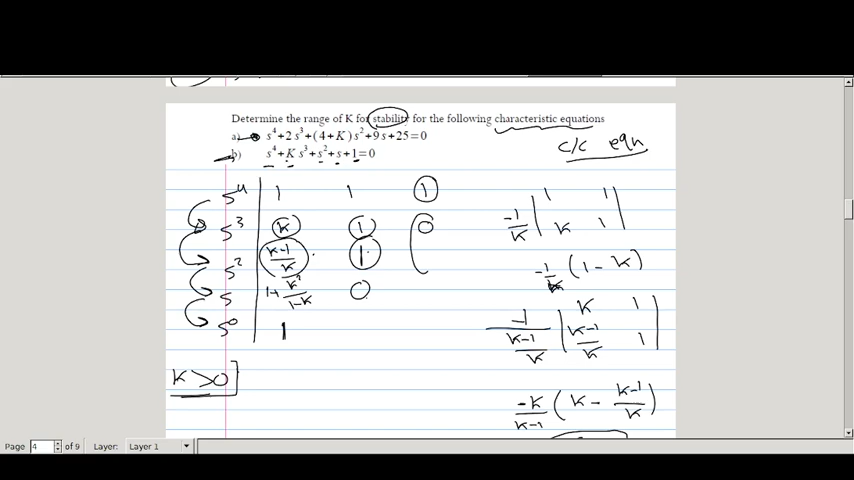 Determine the range of K for stability for the following characteristic equations
a) s⁴+2s³+(4+K)s²+9s+25=0
b) s⁴+Ks³+s²+s+1=0
c/c eqn
s⁴ 1 1 1
s³ k 1 0
s² (k-1)/k 1
s 1+k²/(1-k) 0
s⁰ 1
k>0
-1/k | 1 1 |
| k 1 |
-1/k (1-k)
-1/((k-1)/k) | k 1 |
| (k-1)/k 1 |
-k/(k-1) (k - (k-1)/k)
Page 4 of 9 Layer: Layer 1